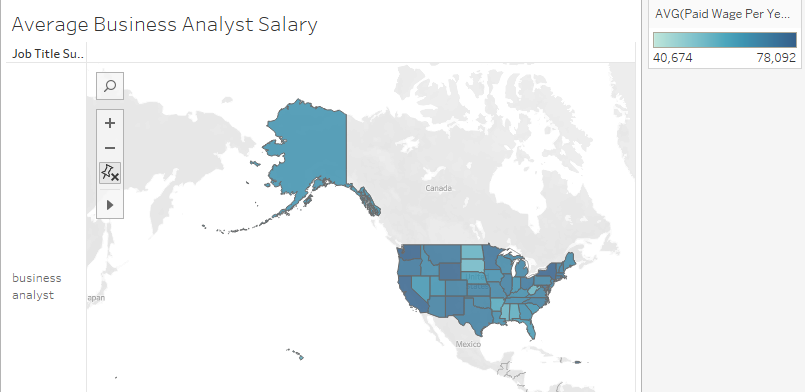 Average Business Analyst Salary
AVG(Paid Wage Per Ye...
40,674 78,092
Job Title Su..
Canada
business
analyst
apan
Mexico